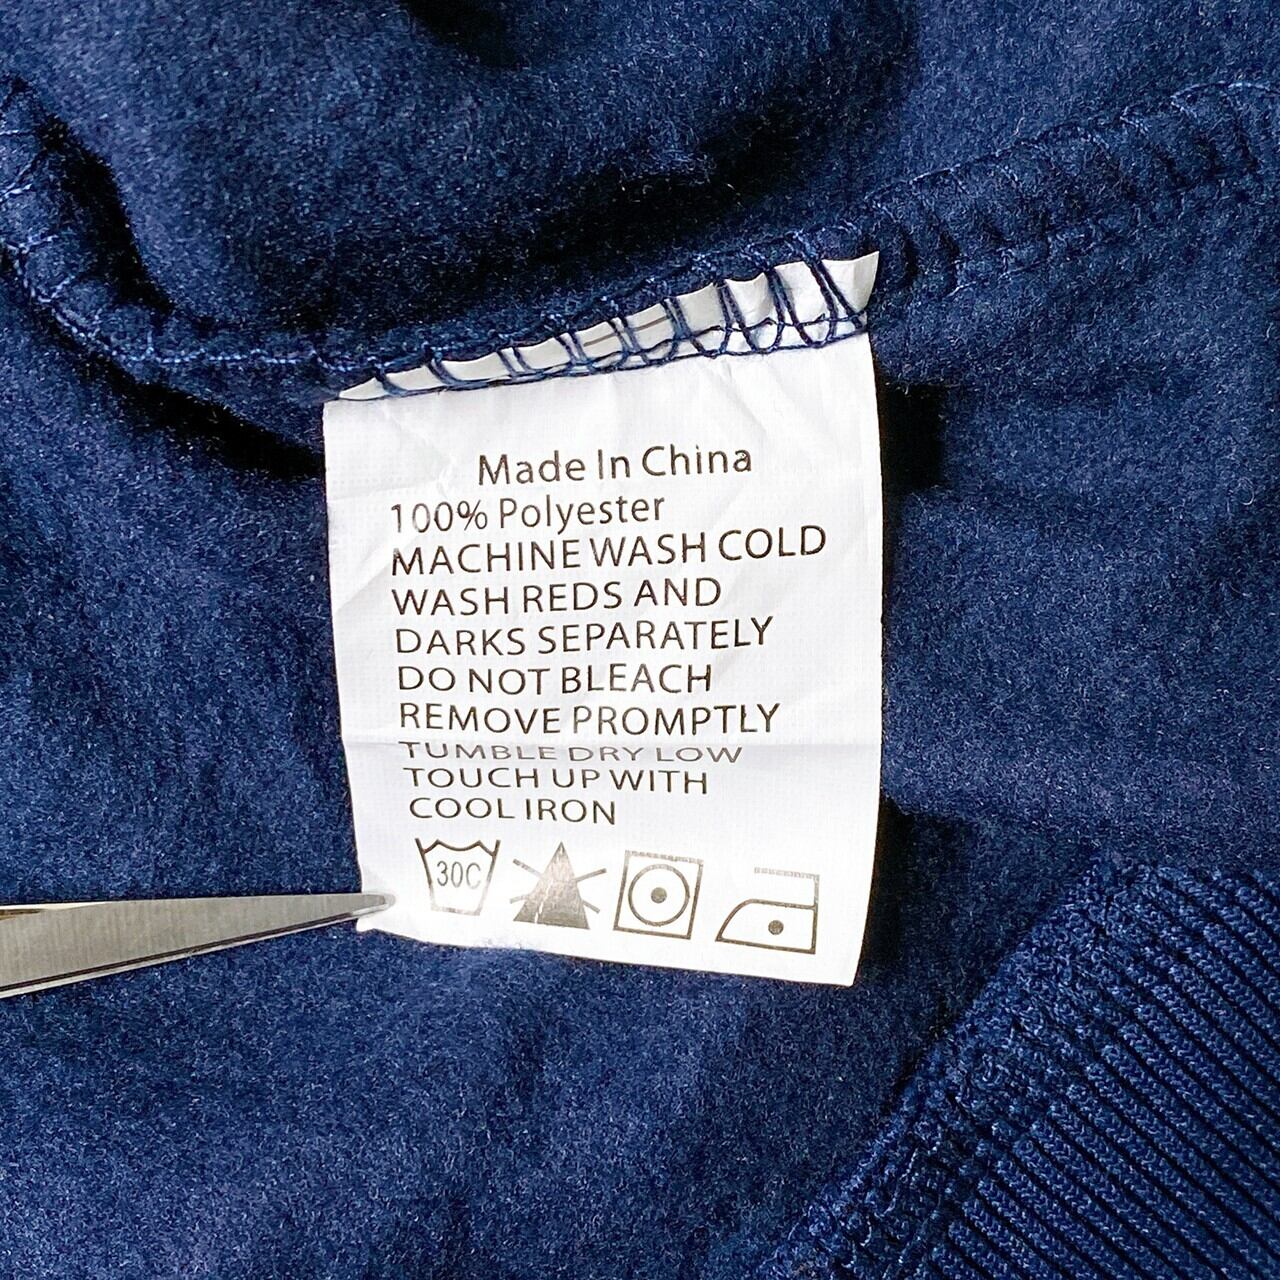 Made In China
100% Polyester
MACHINE WASH COLD
WASH REDS AND
DARKS SEPARATELY
DO NOT BLEACH
REMOVE PROMPTLY
TUMBLE DRY LOW
TOUCH UP WITH
COOL IRON
30C